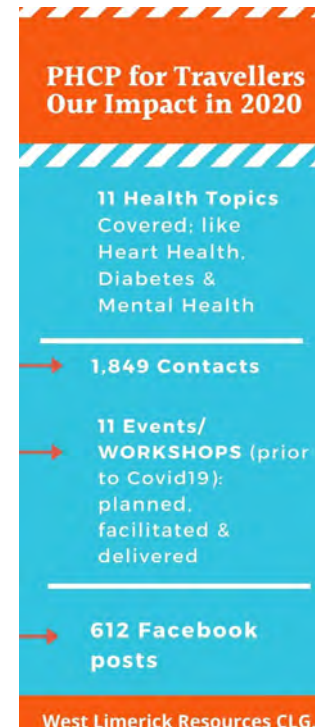 PHCP for Travellers
Our Impact in 2020
11 Health Topics
Covered; like
Heart Health,
Diabetes &
Mental Health
1,849 Contacts
11 Events/
WORKSHOPS (prior
to Covid19):
planned,
facilitated &
delivered
612 Facebook
posts
West Limerick Resources CLG